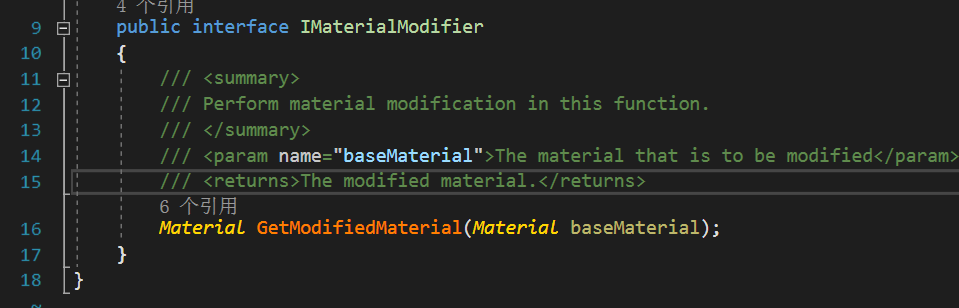 4 个引用
9 public interface IMaterialModifier
10 {
11 /// <summary>
12 /// Perform material modification in this function.
13 /// </summary>
14 /// <param name="baseMaterial">The material that is to be modified</param>
15 /// <returns>The modified material.</returns>
6 个引用
16 Material GetModifiedMaterial(Material baseMaterial);
17 }
18 }